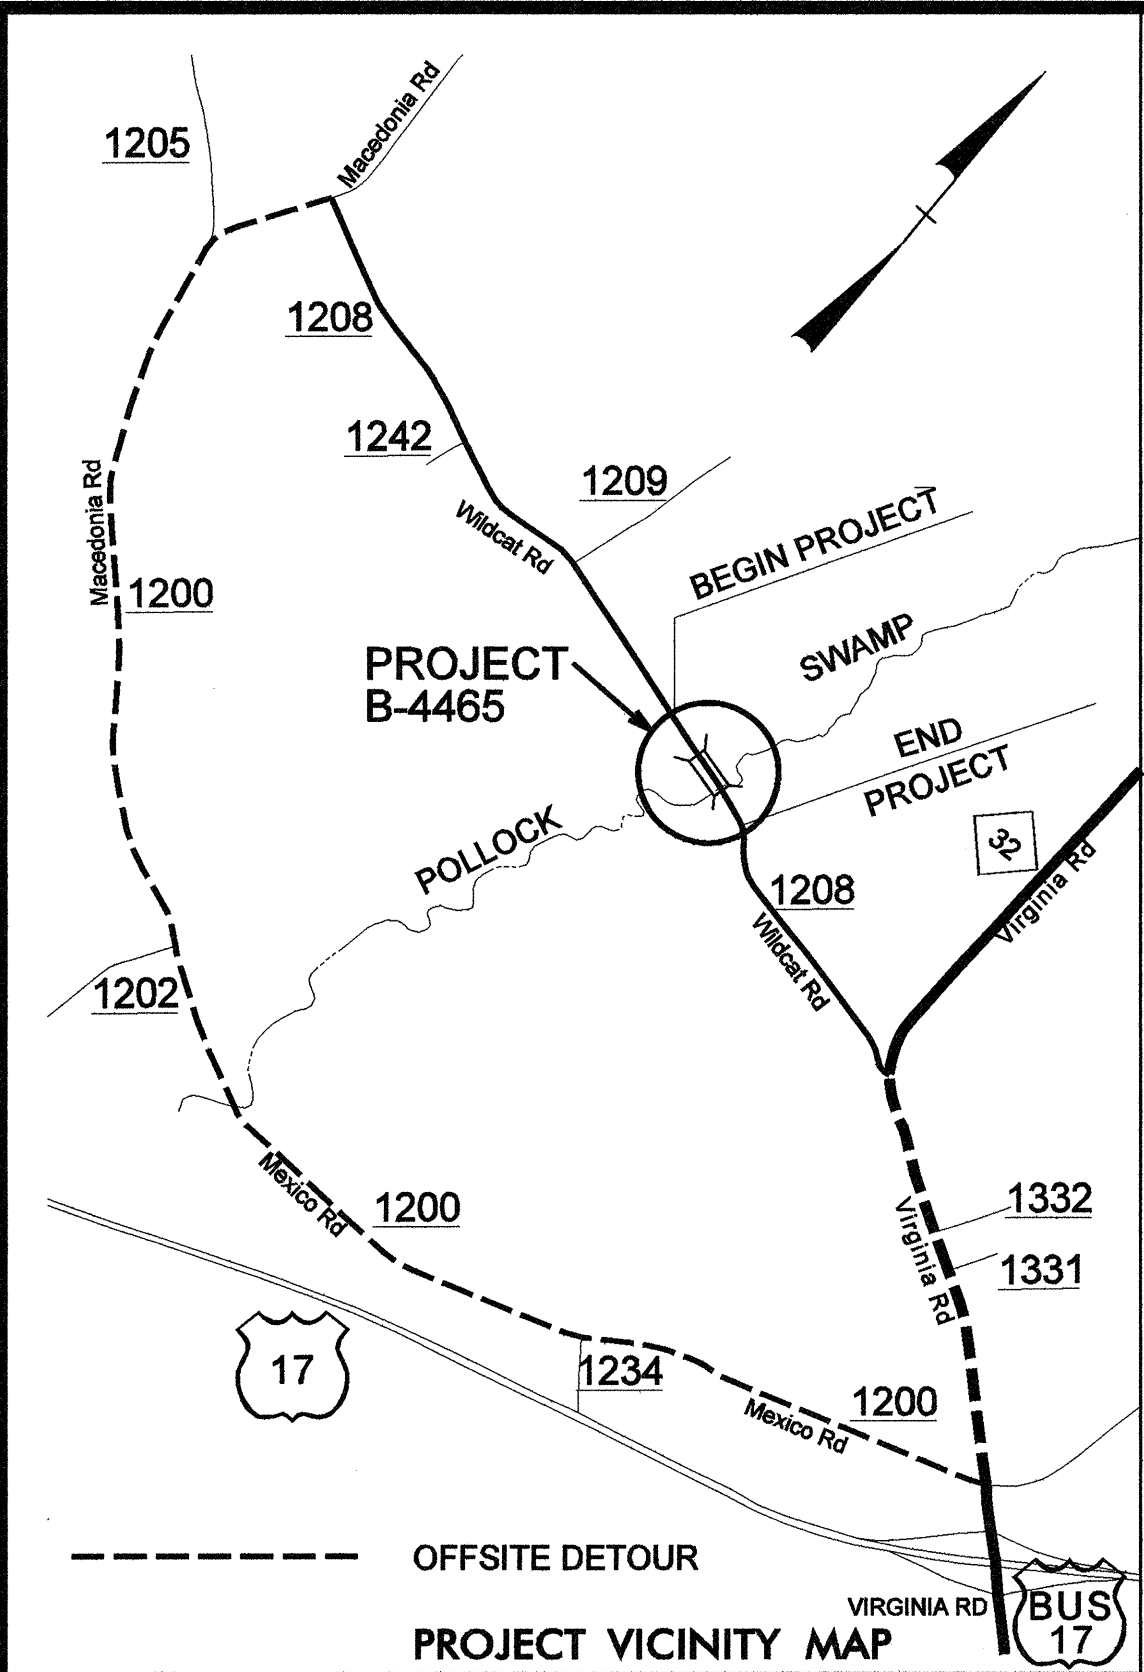 1205
Macedonia Rd
1208
1242
1209
Wildcat Rd
BEGIN PROJECT
Macedonia Rd
1200
SWAMP
PROJECT
B-4465
END
PROJECT
POLLOCK
32
Virginia Rd
1208
Wildcat Rd
1202
Mexico Rd
1200
1332
Virginia Rd
1331
17
1234
1200
Mexico Rd
OFFSITE DETOUR
VIRGINIA RD
BUS
17
PROJECT VICINITY MAP